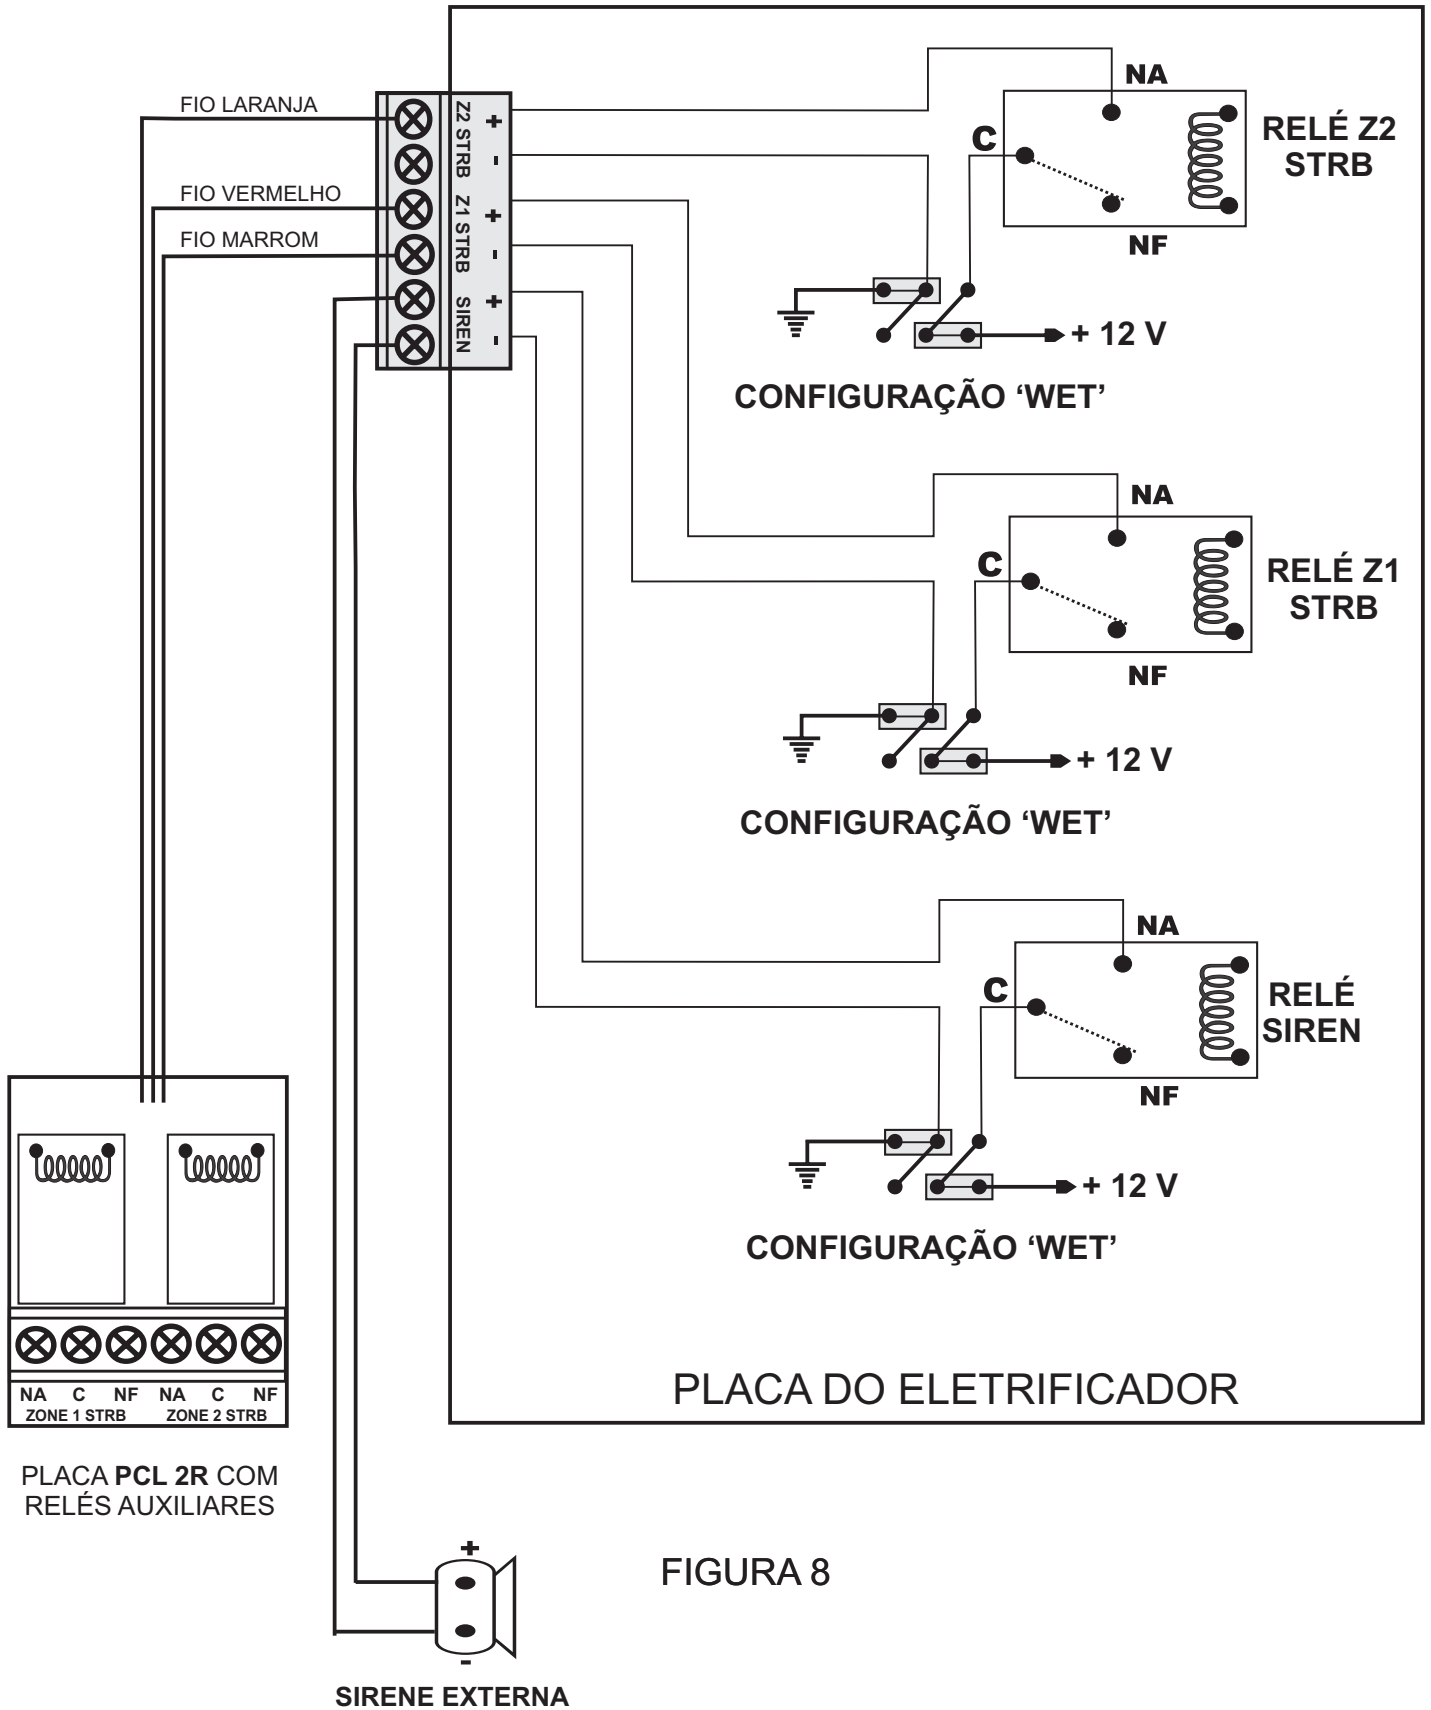 NA
FIO LARANJA
Z2 STRB
+
-
C
RELÉ Z2
STRB
FIO VERMELHO
Z1 STRB
+
-
FIO MARROM
NF
SIREN
+
-
+ 12 V
CONFIGURAÇÃO ‘WET’
NA
C
RELÉ Z1
STRB
NF
+ 12 V
CONFIGURAÇÃO ‘WET’
NA
C
RELÉ
SIREN
NF
+ 12 V
CONFIGURAÇÃO ‘WET’
PLACA DO ELETRIFICADOR
NA C NF NA C NF
ZONE 1 STRB ZONE 2 STRB
PLACA PCL 2R COM
RELÉS AUXILIARES
+
-
FIGURA 8
SIRENE EXTERNA